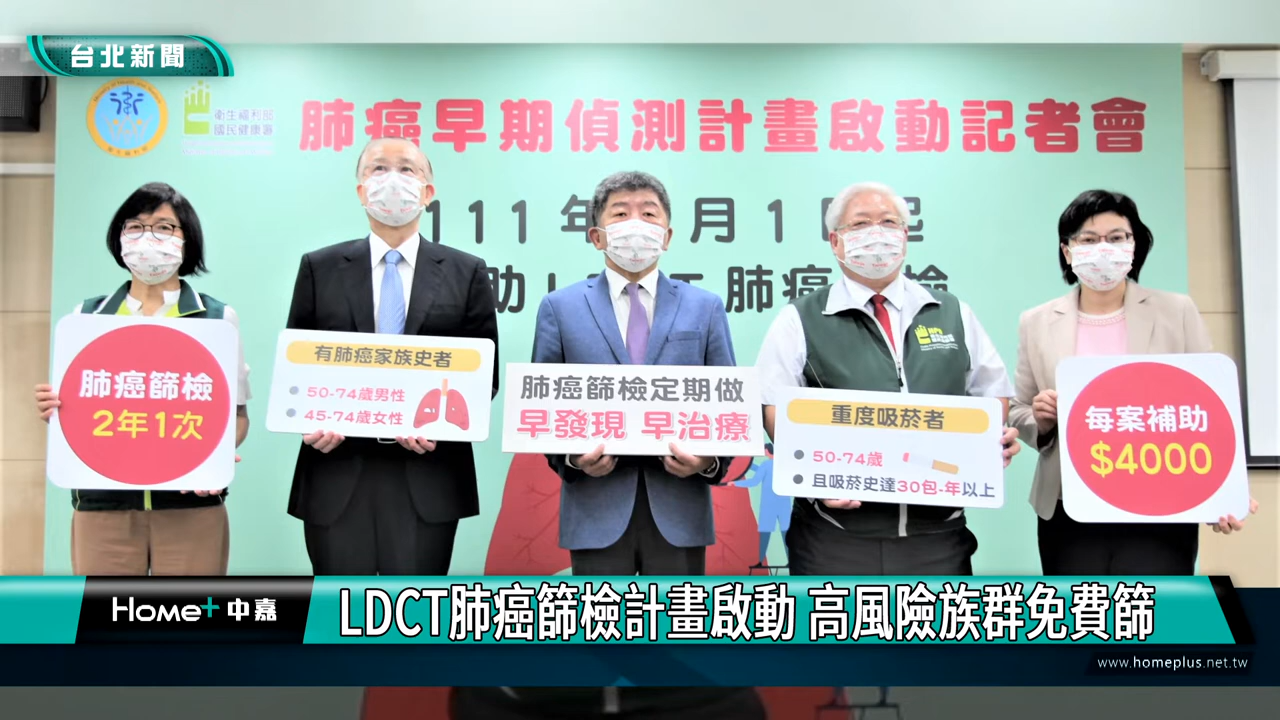 台北新聞
衛生福利部
國民健康署
肺癌早期偵測計畫啟動記者會
111年 月1日起
助L 肺癌 檢
肺癌篩檢
2年1次
有肺癌家族史者
50-74歲男性
45-74歲女性
肺癌篩檢定期做
早發現 早治療
重度吸菸者
50-74歲
且吸菸史達30包-年以上
每案補助
$4000
Home+中嘉
LDCT肺癌篩檢計畫啟動 高風險族群免費篩
www.homeplus.net.tw